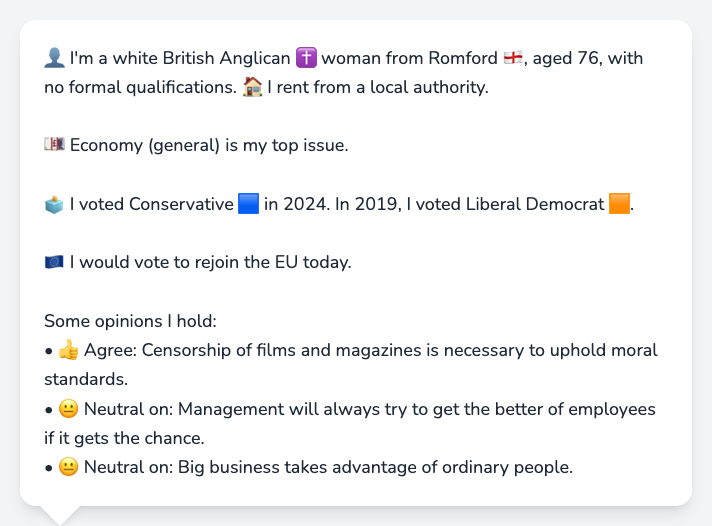 👤 I'm a white British Anglican ✝️ woman from Romford 🏴󠁧󠁢󠁥󠁮󠁧󠁿, aged 76, with
no formal qualifications. 🏠 I rent from a local authority.
💷 Economy (general) is my top issue.
🗳️ I voted Conservative 🟦 in 2024. In 2019, I voted Liberal Democrat 🟧.
🇪🇺 I would vote to rejoin the EU today.
Some opinions I hold:
• 👍 Agree: Censorship of films and magazines is necessary to uphold moral
standards.
• 😐 Neutral on: Management will always try to get the better of employees
if it gets the chance.
• 😐 Neutral on: Big business takes advantage of ordinary people.